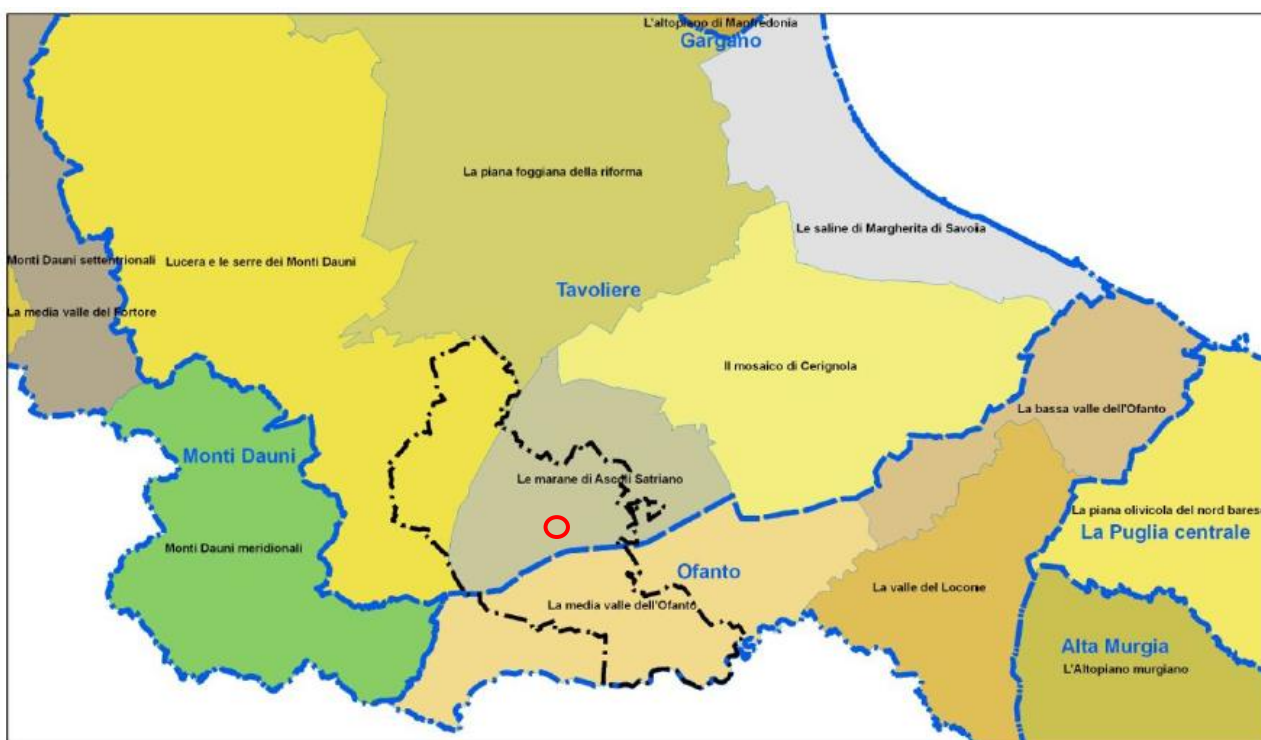 L'altopiano di Manfredonia
Gargano
La piana foggiana della riforma
Le saline di Margherita di Savoia
Monti Dauni settentrionali
Lucera e le serre dei Monti Dauni
Tavoliere
La media valle del Fortore
Il mosaico di Cerignola
La bassa valle dell'Ofanto
Monti Dauni
Le marane di Ascoli Satriano
La piana olivicola del nord barese
La Puglia centrale
Monti Dauni meridionali
Ofanto
La valle del Locone
La media valle dell'Ofanto
Alta Murgia
L'Altopiano murgiano